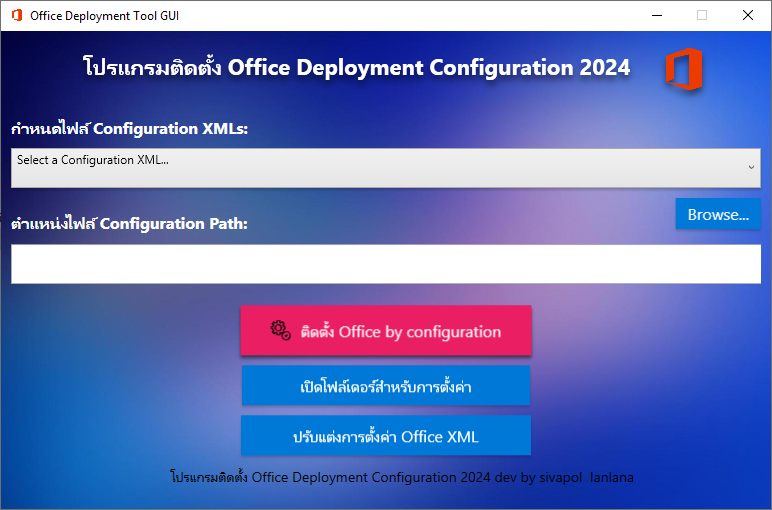 Office Deployment Tool GUI
โปรแกรมติดตั้ง Office Deployment Configuration 2024
กำหนดไฟล์ Configuration XMLs:
Select a Configuration XML...
ตำแหน่งไฟล์ Configuration Path:
Browse...
ติดตั้ง Office by configuration
เปิดโฟล์เดอร์สำหรับการตั้งค่า
ปรับแต่งการตั้งค่า Office XML
โปรแกรมติดตั้ง Office Deployment Configuration 2024 dev by sivapol lanlana